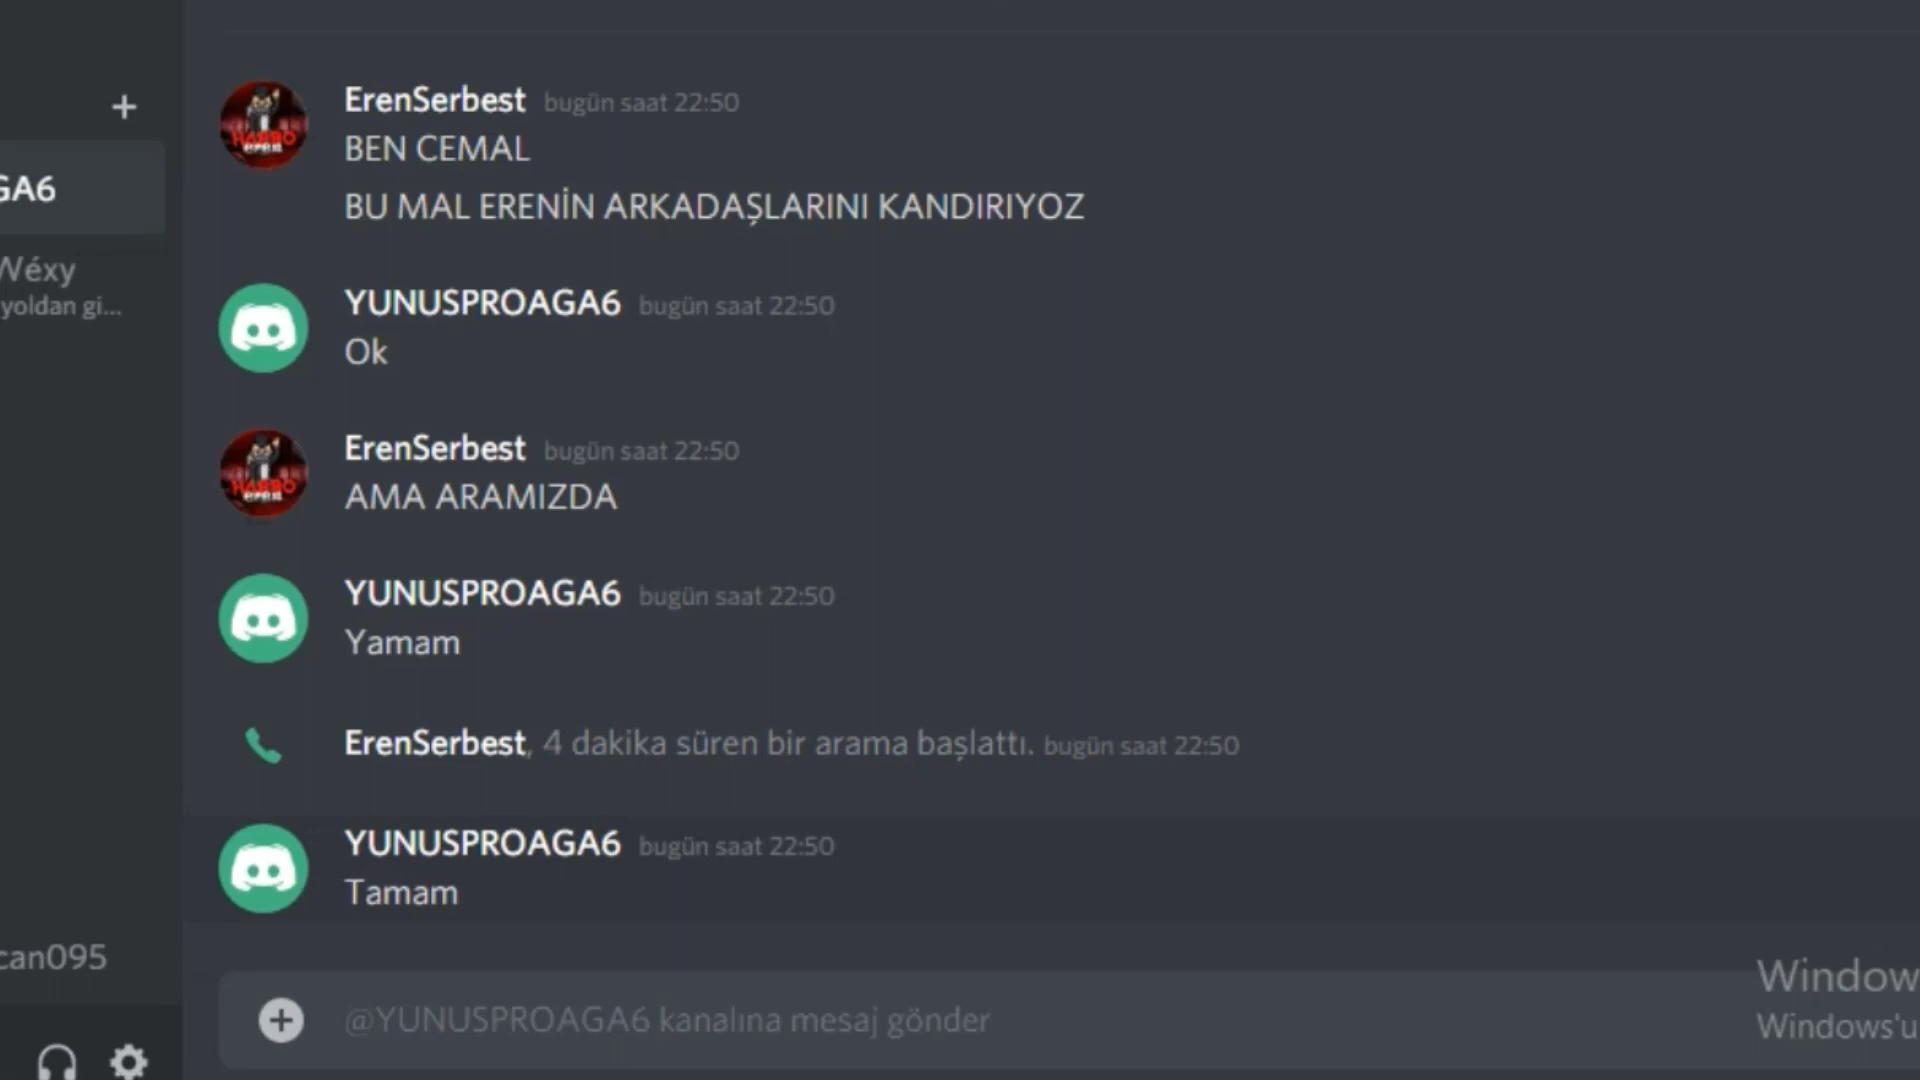 ErenSerbest bugün saat 22:50
BEN CEMAL
BU MAL ERENİN ARKADAŞLARINI KANDIRIYOZ
GA6
Wéxy
yoldan gi...
YUNUSPROAGA6 bugün saat 22:50
Ok
ErenSerbest bugün saat 22:50
AMA ARAMIZDA
YUNUSPROAGA6 bugün saat 22:50
Yamam
ErenSerbest, 4 dakika süren bir arama başlattı. bugün saat 22:50
YUNUSPROAGA6 bugün saat 22:50
Tamam
can095
@YUNUSPROAGA6 kanalına mesaj gönder
Window
Windows'u